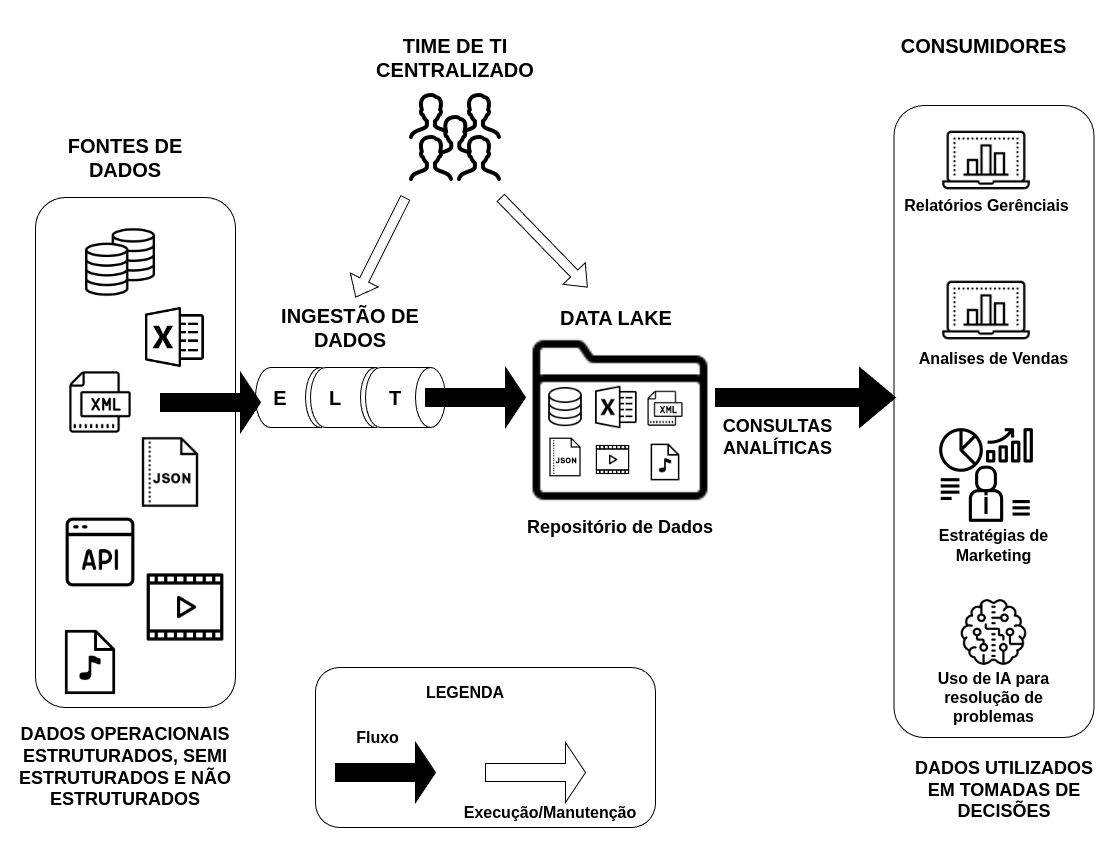 TIME DE TI
CENTRALIZADO
CONSUMIDORES
FONTES DE
DADOS
Relatórios Gerênciais
INGESTÃO DE
DADOS
DATA LAKE
Analises de Vendas
X
XML
E L T
X
XML
JSON
CONSULTAS
ANALÍTICAS
JSON
API
Repositório de Dados
Estratégias de
Marketing
Uso de IA para
resolução de
problemas
DADOS OPERACIONAIS
ESTRUTURADOS, SEMI
ESTRUTURADOS E NÃO
ESTRUTURADOS
LEGENDA
Fluxo
Execução/Manutenção
DADOS UTILIZADOS
EM TOMADAS DE
DECISÕES